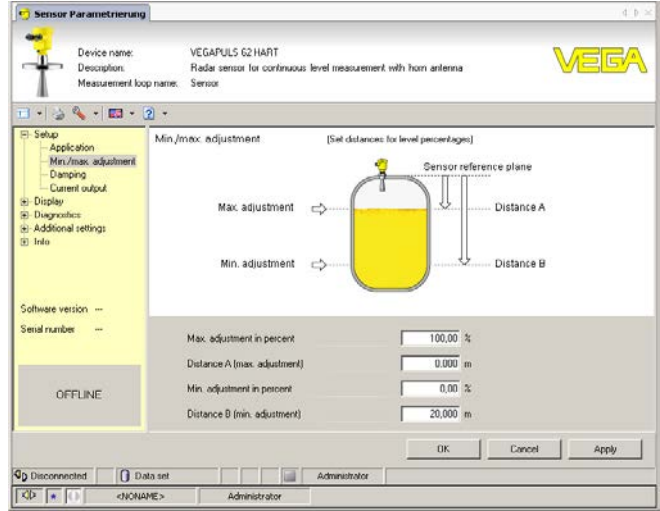 Sensor Parametrierung
Device name: VEGAPULS 62 HART
Description: Radar sensor for continuous level measurement with horn antenna
Measurement loop name: Sensor
VEGA
Setup
Application
Min./max. adjustment
Damping
Current output
Display
Diagnostics
Additional settings
Info
Software version ---
Serial number ---
OFFLINE
Min./max. adjustment (Set distances for level percentages)
Sensor reference plane
Max. adjustment Distance A
Min. adjustment Distance B
Max. adjustment in percent 100,00 %
Distance A (max. adjustment) 0,000 m
Min. adjustment in percent 0,00 %
Distance B (min. adjustment) 20,000 m
OK Cancel Apply
Disconnected Data set Administrator
<NONAME> Administrator